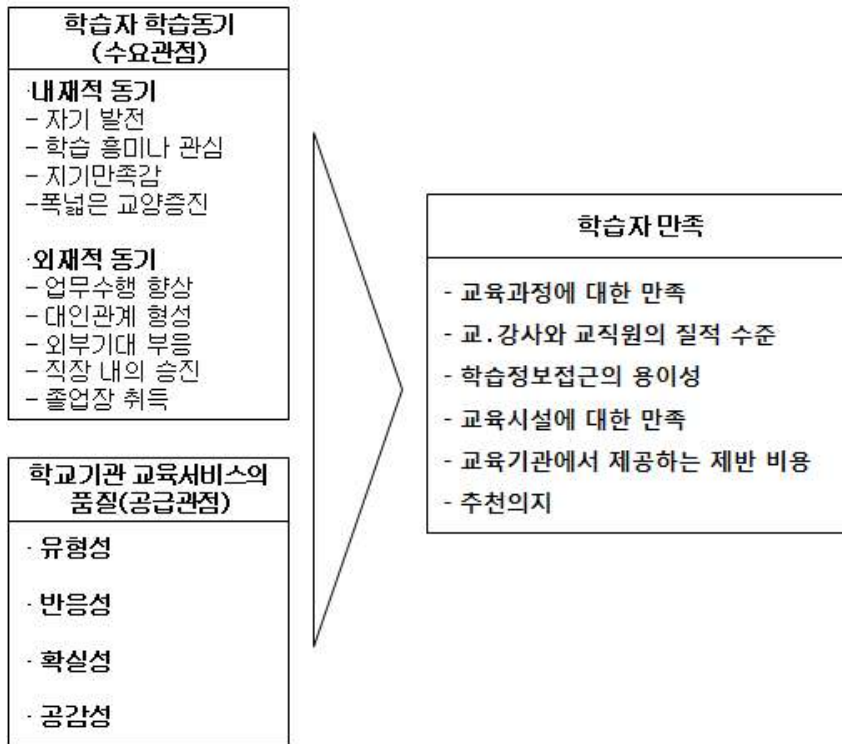 학습자 학습동기
(수요관점)
·내재적 동기
- 자기 발전
- 학습 흥미나 관심
- 지기만족감
-폭넓은 교양증진
·외재적 동기
- 업무수행 향상
- 대인관계 형성
- 외부기대 부응
- 직장 내의 승진
- 졸업장 취득
학교기관 교육서비스의
품질(공급관점)
· 유형성
· 반응성
· 확실성
· 공감성
학습자 만족
- 교육과정에 대한 만족
- 교.강사와 교직원의 질적 수준
- 학습정보접근의 용이성
- 교육시설에 대한 만족
- 교육기관에서 제공하는 제반 비용
- 추천의지